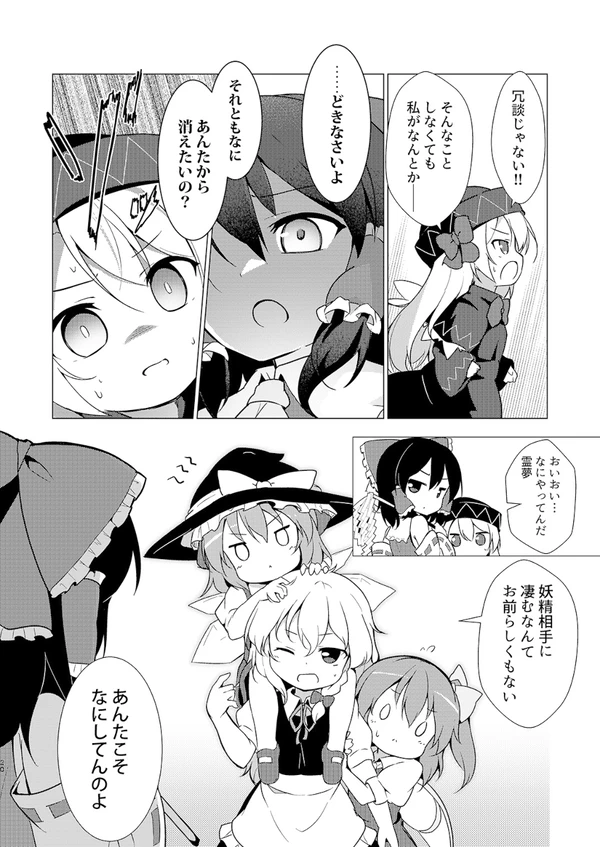 冗談じゃない!!
そんなこと
しなくても
私がなんとか―
……どきなさいよ
それともなに
あんたから
消えたいの?
おいおい…
なにやってんだ
霊夢
妖精相手に
凄むなんて
お前らしくもない
あんたこそ
なにしてんのよ